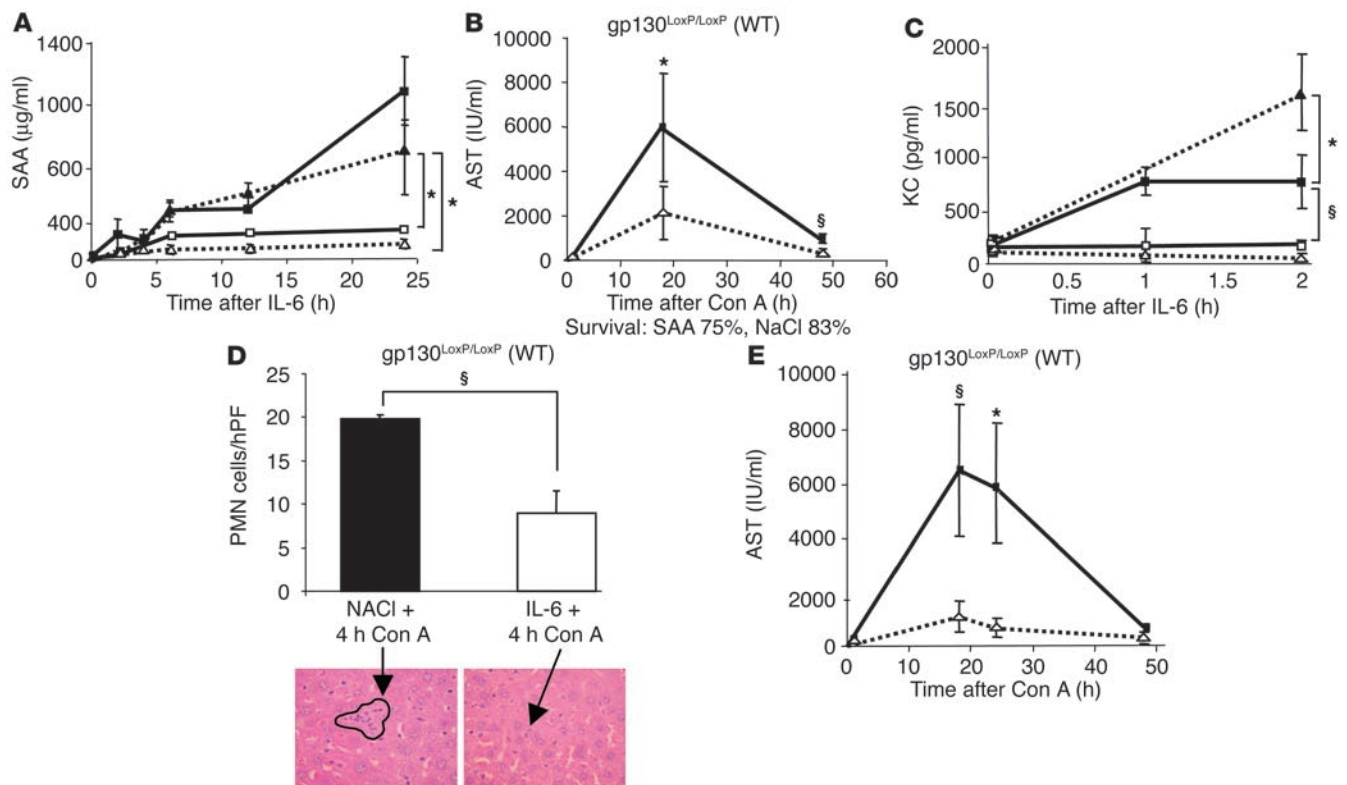 A
SAA (μg/ml)
1400
1000
600
400
0
0
5
10
15
20
25
*
*
Time after IL-6 (h)
B
gp130LoxP/LoxP (WT)
AST (IU/ml)
10000
8000
6000
4000
2000
0
*
§
0
10
20
30
40
50
60
Time after Con A (h)
Survival: SAA 75%, NaCl 83%
C
KC (pg/ml)
2000
1500
1000
500
0
0
0.5
1
1.5
2
*
§
Time after IL-6 (h)
D
gp130LoxP/LoxP (WT)
PMN cells/hPF
25
20
15
10
5
0
§
NACl +
4 h Con A
IL-6 +
4 h Con A
E
gp130LoxP/LoxP (WT)
AST (IU/ml)
10000
8000
6000
4000
2000
0
§
*
0
10
20
30
40
50
Time after Con A (h)